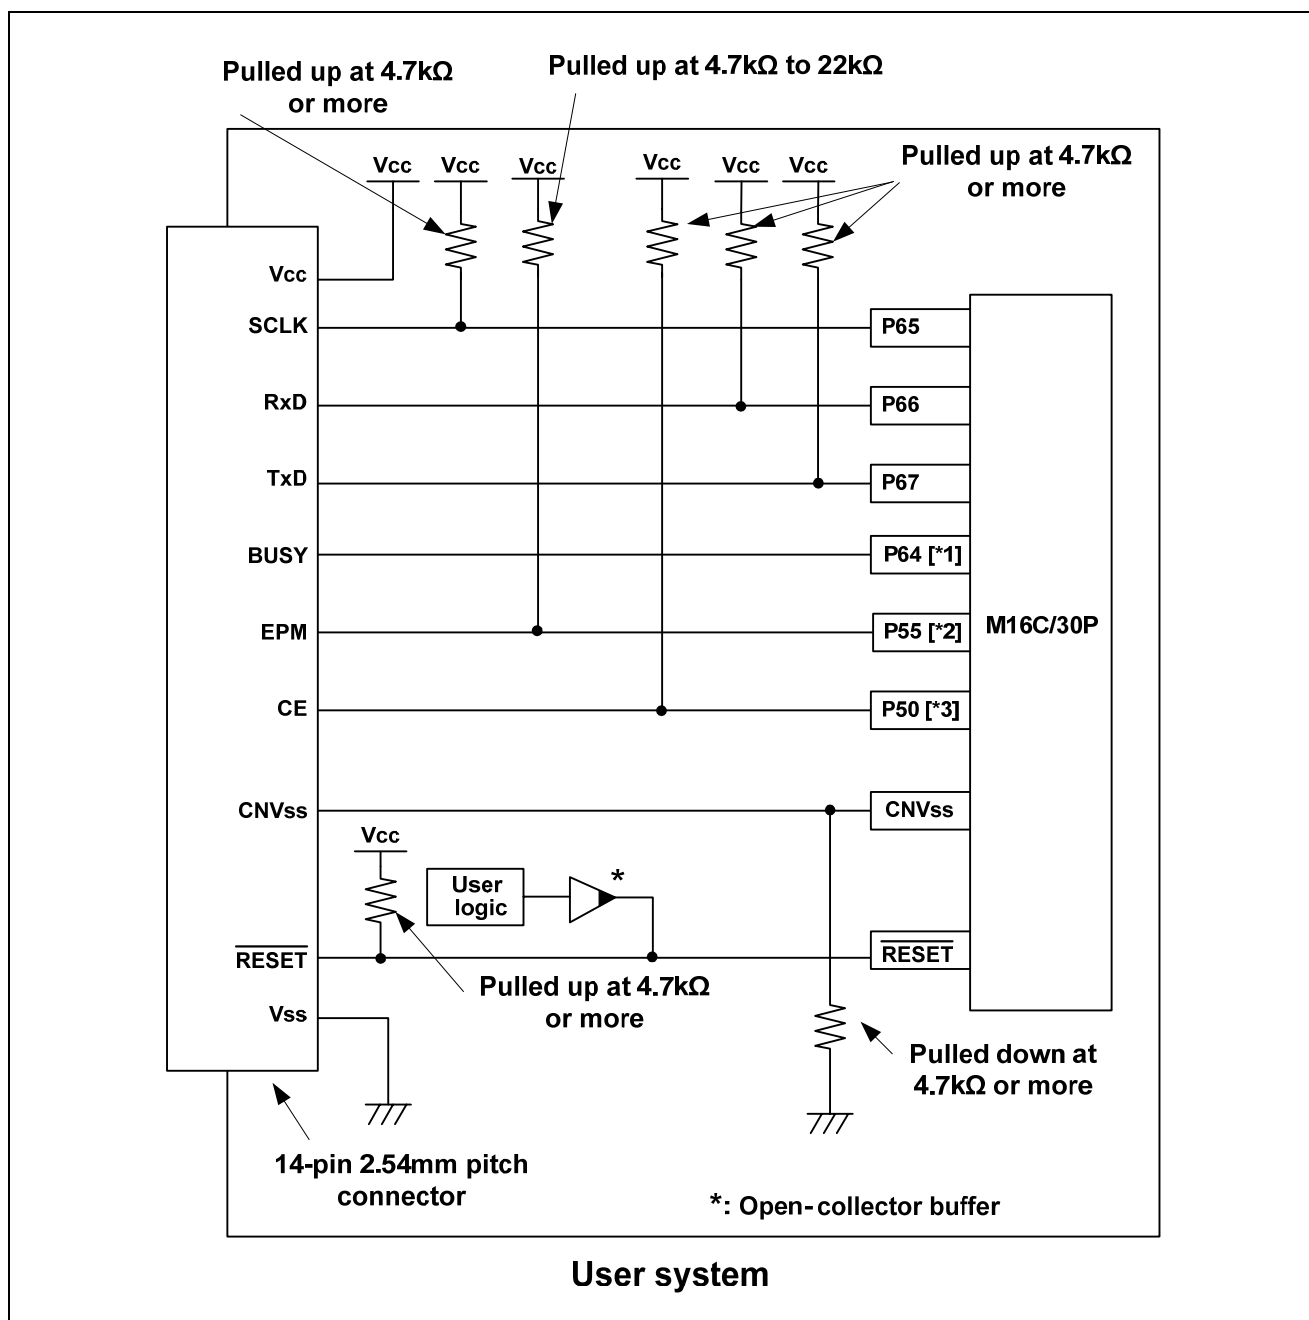 Pulled up at 4.7kΩ
or more
Pulled up at 4.7kΩ to 22kΩ
Vcc
Vcc
Vcc
Vcc
Vcc
Vcc
Pulled up at 4.7kΩ
or more
Vcc
SCLK
P65
RxD
P66
TxD
P67
BUSY
P64 [*1]
EPM
P55 [*2]
M16C/30P
CE
P50 [*3]
CNVss
CNVss
Vcc
User
logic
*
RESET
RESET
Pulled up at 4.7kΩ
or more
Vss
Pulled down at
4.7kΩ or more
14-pin 2.54mm pitch
connector
*: Open-collector buffer
User system